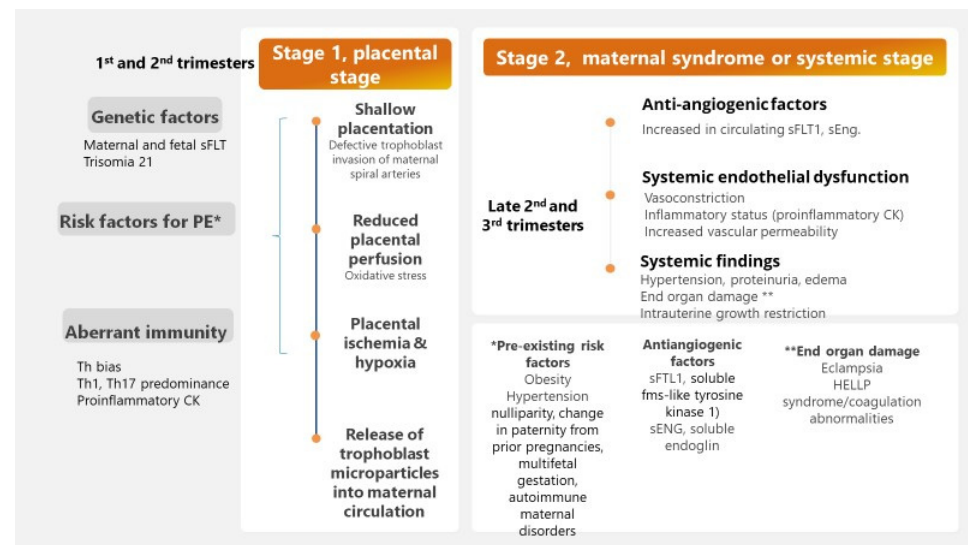 1st and 2nd trimesters
Genetic factors
Maternal and fetal sFLT
Trisomia 21
Risk factors for PE*
Aberrant immunity
Th bias
Th1, Th17 predominance
Proinflammatory CK
Stage 1, placental
stage
Shallow
placentation
Defective trophoblast
invasion of maternal
spiral arteries
Reduced
placental
perfusion
Oxidative stress
Placental
ischemia &
hypoxia
Release of
trophoblast
microparticles
into maternal
circulation
Stage 2, maternal syndrome or systemic stage
Late 2nd and
3rd trimesters
Anti-angiogenic factors
Increased in circulating sFLT1, sEng.
Systemic endothelial dysfunction
Vasoconstriction
Inflammatory status (proinflammatory CK)
Increased vascular permeability
Systemic findings
Hypertension, proteinuria, edema
End organ damage **
Intrauterine growth restriction
*Pre-existing risk
factors
Obesity
Hypertension
nulliparity, change
in paternity from
prior pregnancies,
multifetal
gestation,
autoimmune
maternal
disorders
Antiangiogenic
factors
sFTL1, soluble
fms-like tyrosine
kinase 1)
sENG, soluble
endoglin
**End organ damage
Eclampsia
HELLP
syndrome/coagulation
abnormalities